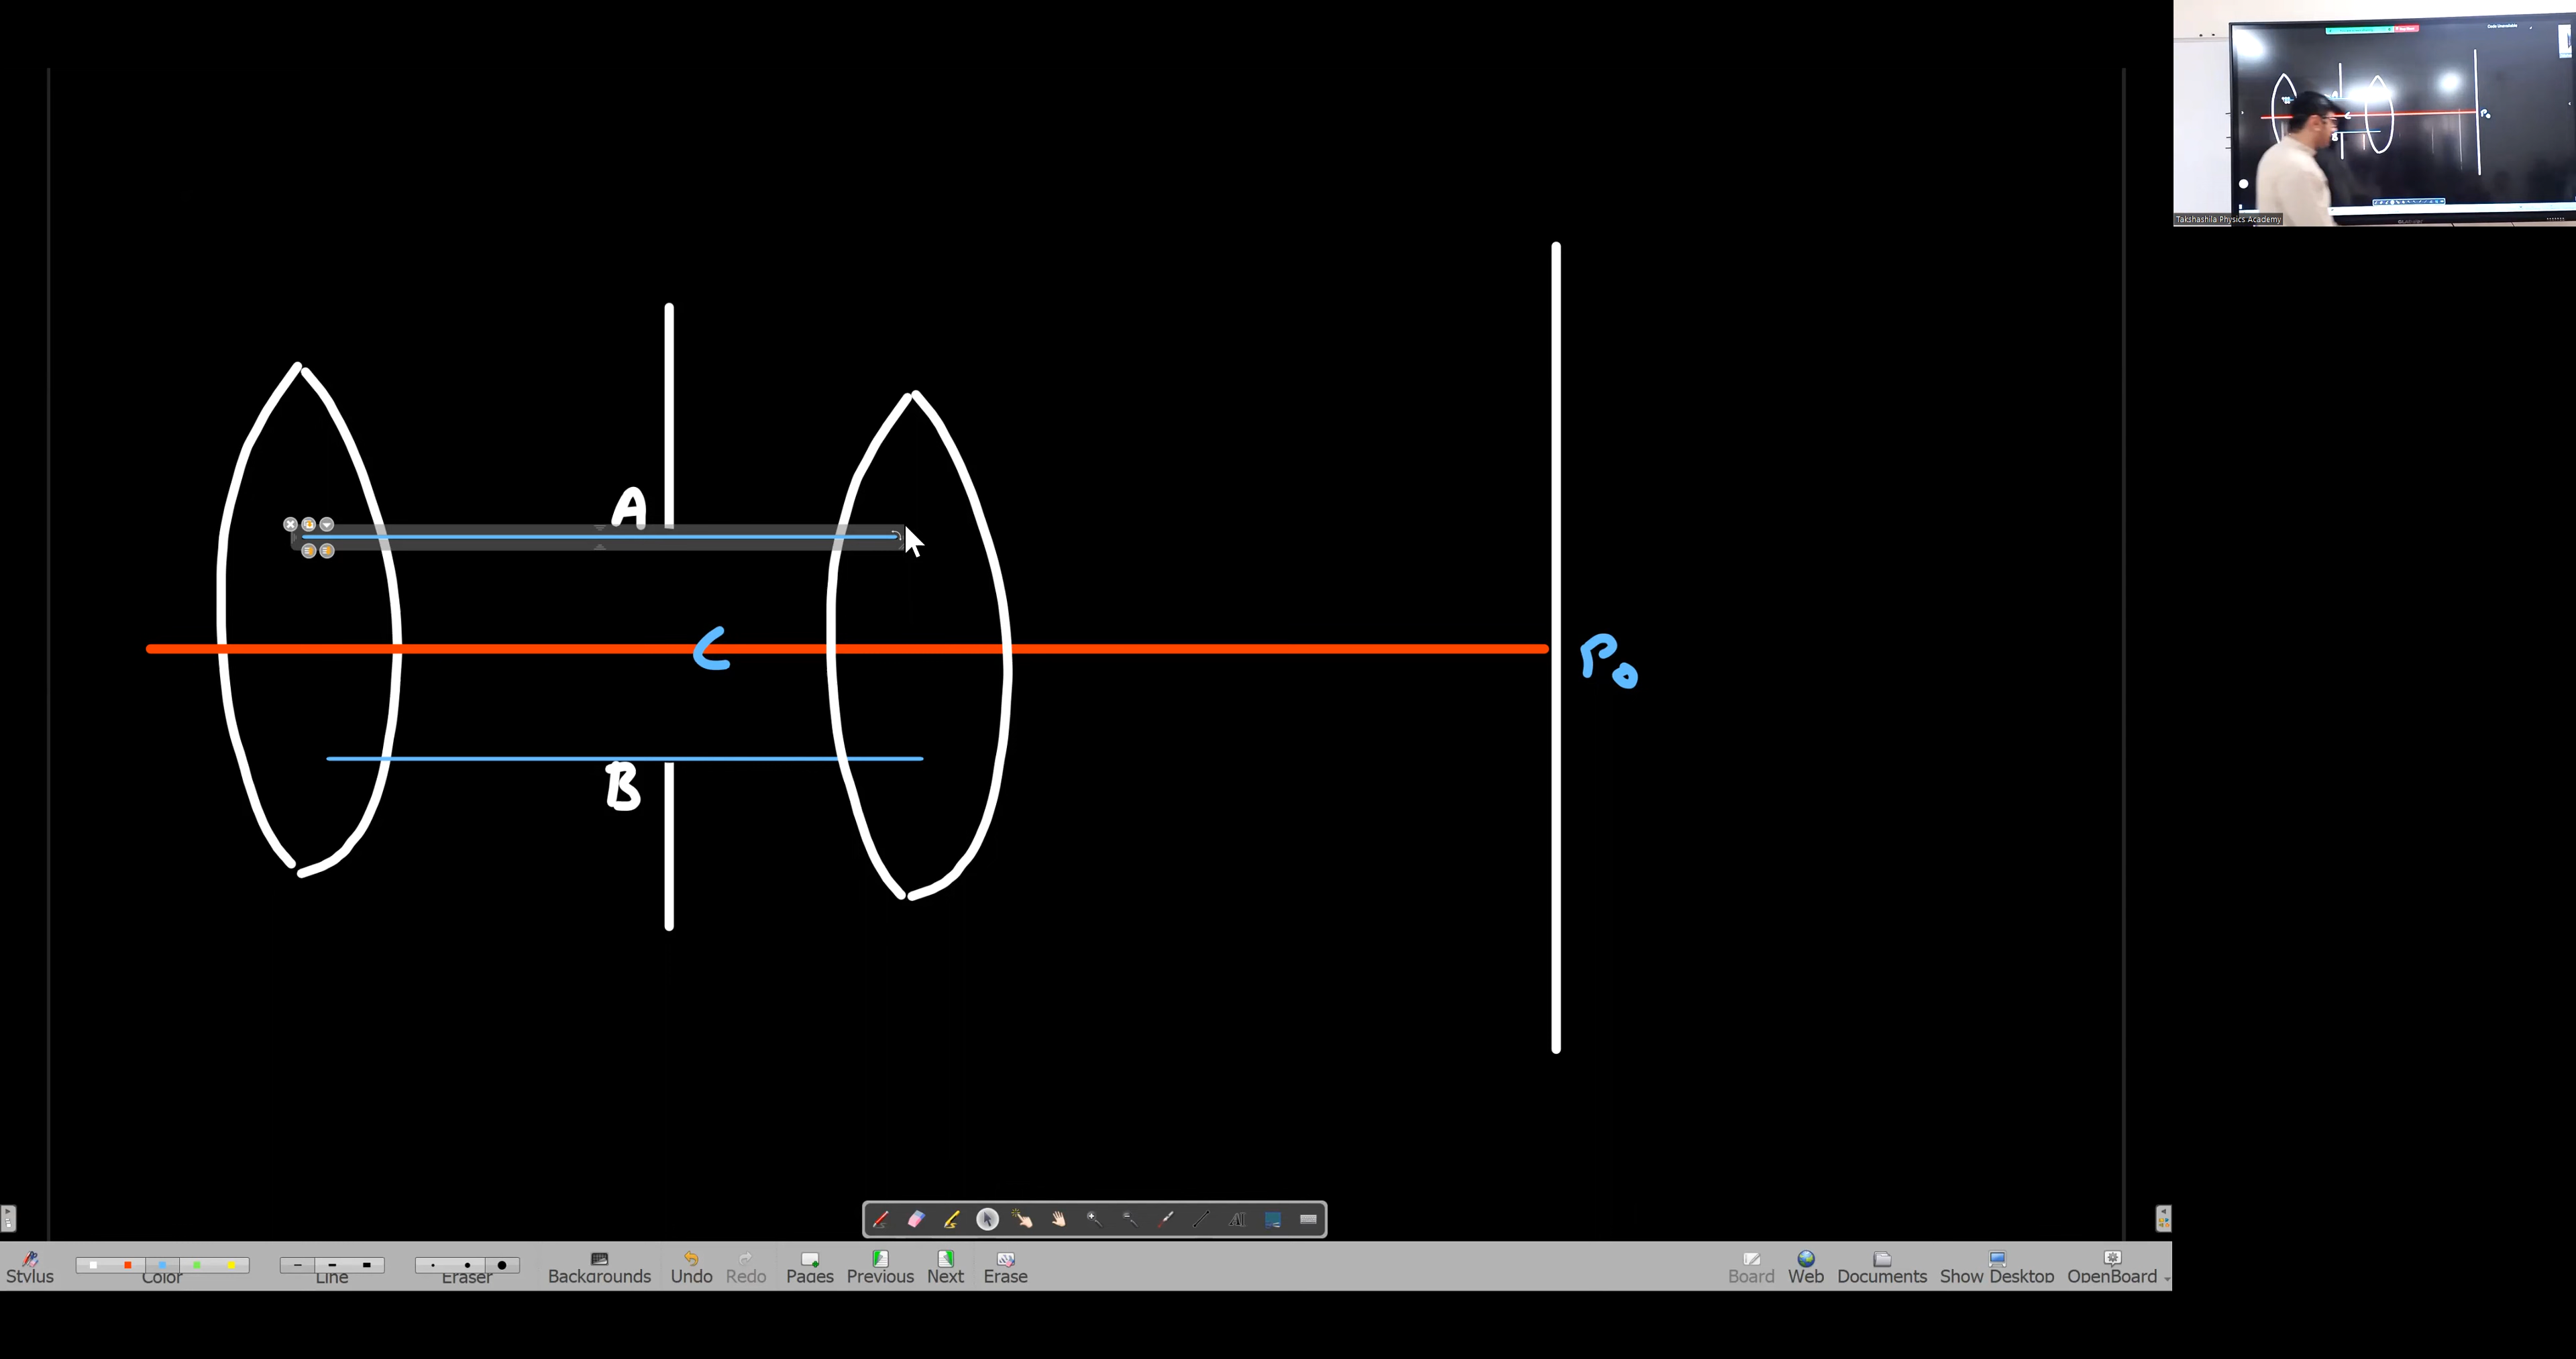 A
C
P₀
B
Takshashila Physics Academy
Stylus
Color
Line
Eraser
Backgrounds
Undo
Redo
Pages
Previous
Next
Erase
Board
Web
Documents
Show Desktop
OpenBoard